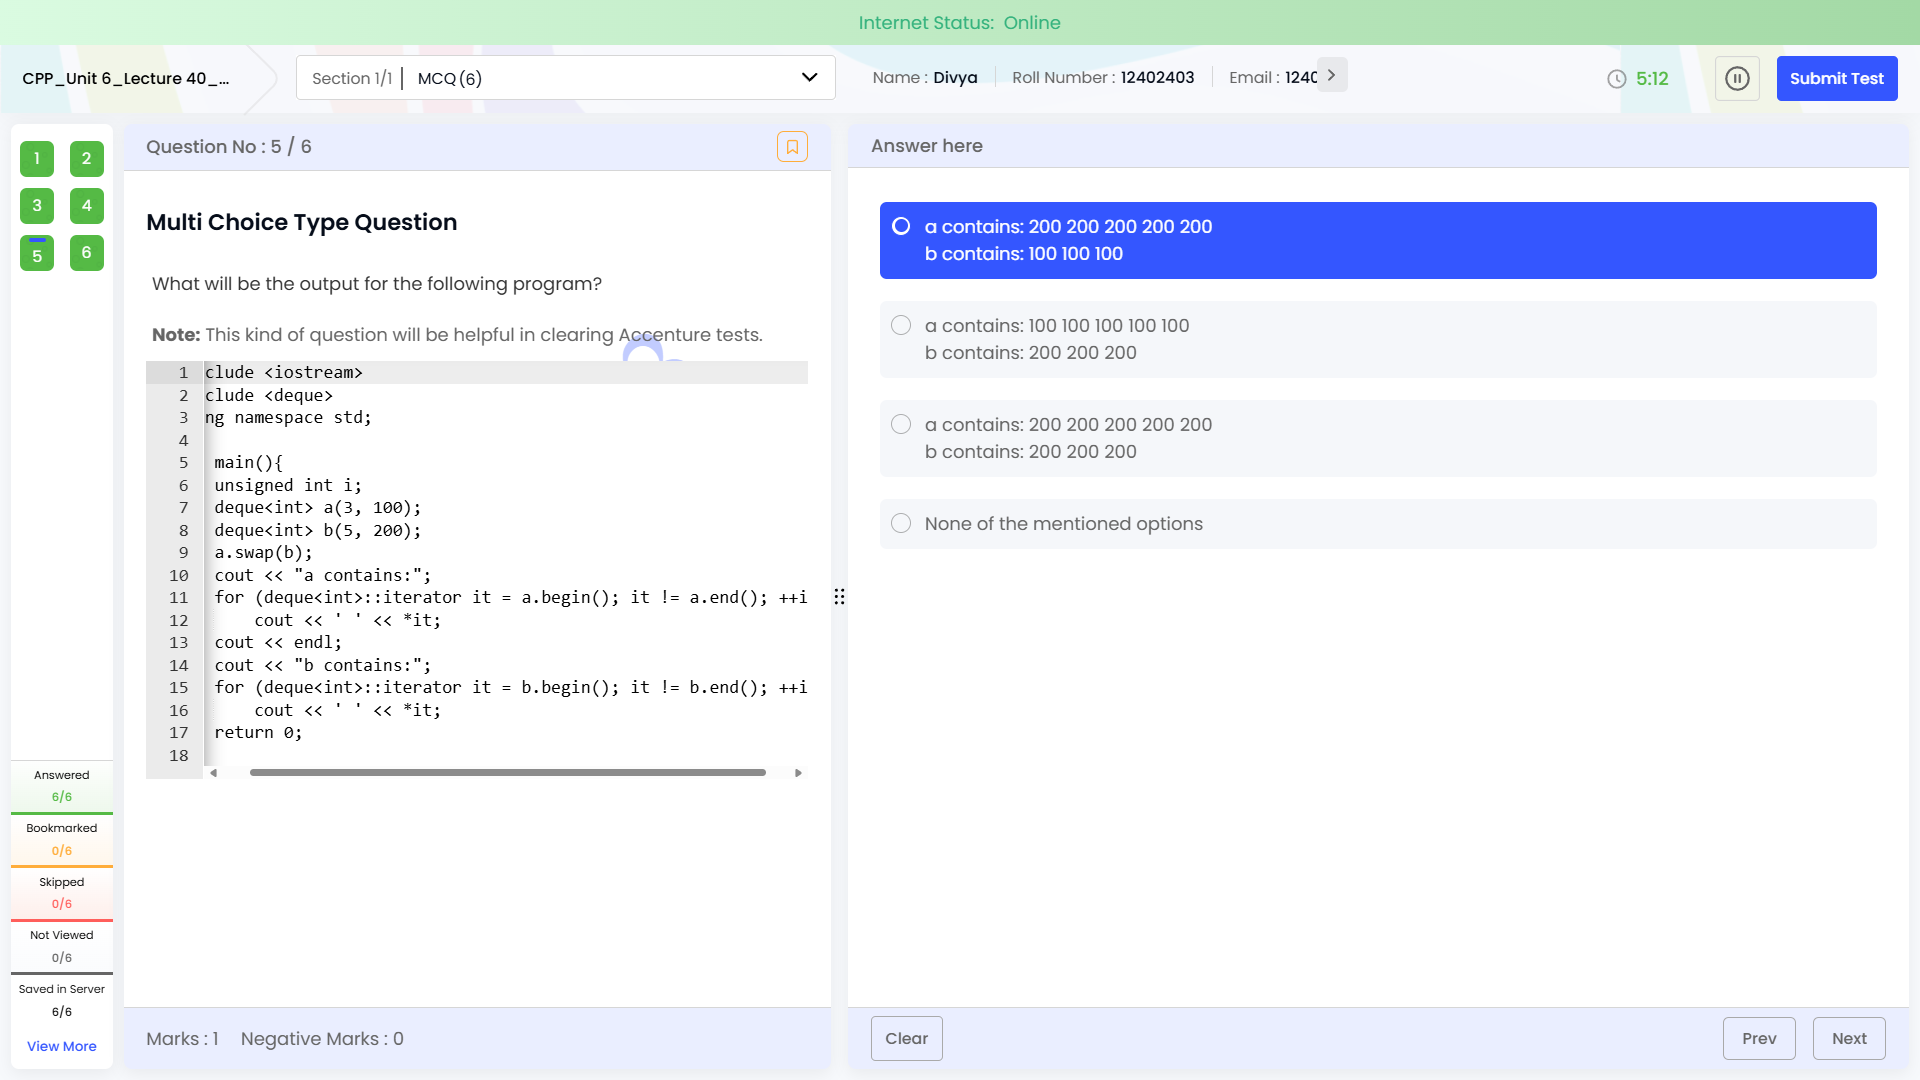 Internet Status: Online
CPP_Unit 6_Lecture 40_...
Section 1/1 | MCQ (6)
Name : Divya
Roll Number : 12402403
Email : 1240
5:12
Submit Test
1 2
3 4
5 6
Question No : 5 / 6
Multi Choice Type Question
What will be the output for the following program?
Note: This kind of question will be helpful in clearing Accenture tests.
1 clude <iostream>
2 clude <deque>
3 ng namespace std;
4
5 main(){
6 unsigned int i;
7 deque<int> a(3, 100);
8 deque<int> b(5, 200);
9 a.swap(b);
10 cout << "a contains:";
11 for (deque<int>::iterator it = a.begin(); it != a.end(); ++i
12 cout << ' ' << *it;
13 cout << endl;
14 cout << "b contains:";
15 for (deque<int>::iterator it = b.begin(); it != b.end(); ++i
16 cout << ' ' << *it;
17 return 0;
18
Answered
6/6
Bookmarked
0/6
Skipped
0/6
Not Viewed
0/6
Saved in Server
6/6
View More
Marks : 1 Negative Marks : 0
Answer here
a contains: 200 200 200 200 200
b contains: 100 100 100
a contains: 100 100 100 100 100
b contains: 200 200 200
a contains: 200 200 200 200 200
b contains: 200 200 200
None of the mentioned options
Clear
Prev
Next